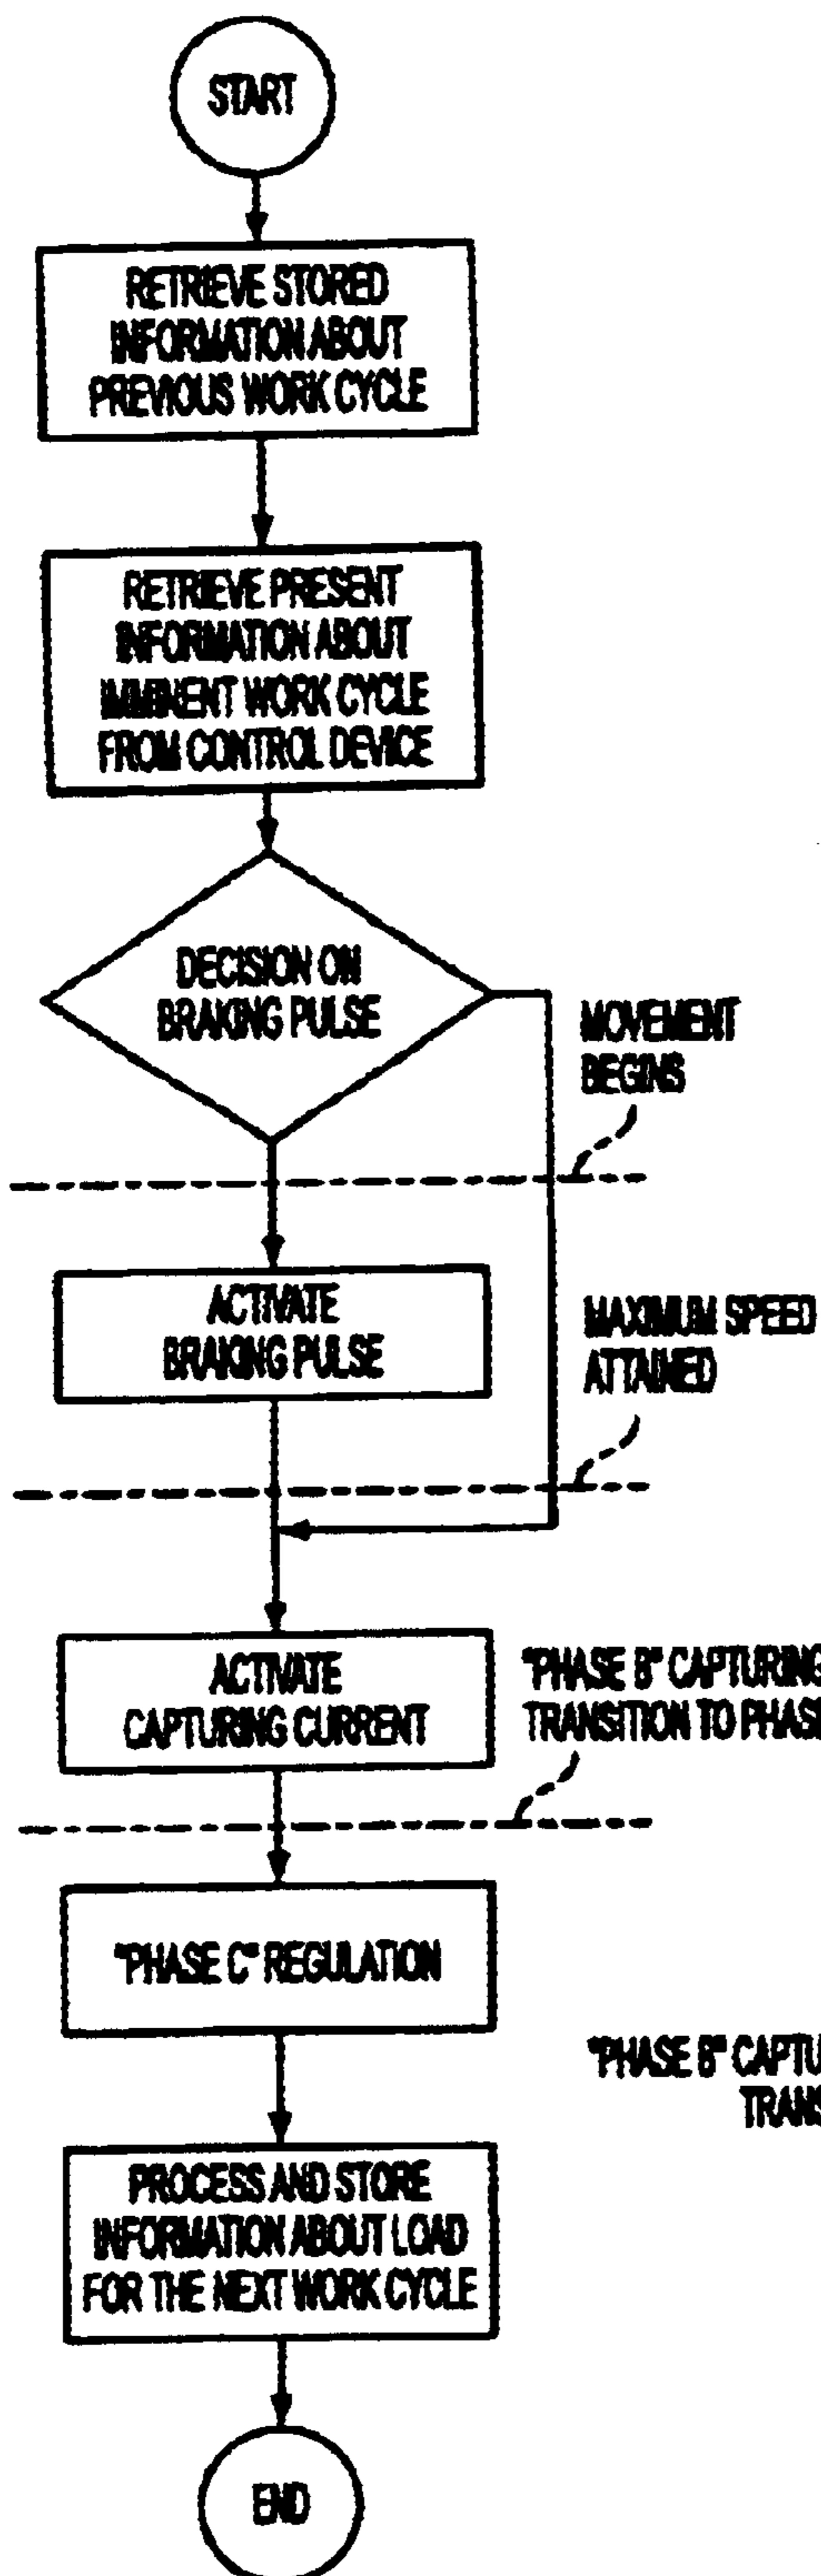 START
RETRIEVE STORED
INFORMATION ABOUT
PREVIOUS WORK CYCLE
RETRIEVE PRESENT
INFORMATION ABOUT
IMMINENT WORK CYCLE
FROM CONTROL DEVICE
DECISION ON
BRAKING PULSE
MOVEMENT
BEGINS
ACTIVATE
BRAKING PULSE
MAXIMUM SPEED
ATTAINED
ACTIVATE
CAPTURING CURRENT
"PHASE B" CAPTURING
TRANSITION TO PHASE
"PHASE C" REGULATION
"PHASE B" CAPTU
TRANS
PROCESS AND STORE
INFORMATION ABOUT LOAD
FOR THE NEXT WORK CYCLE
END